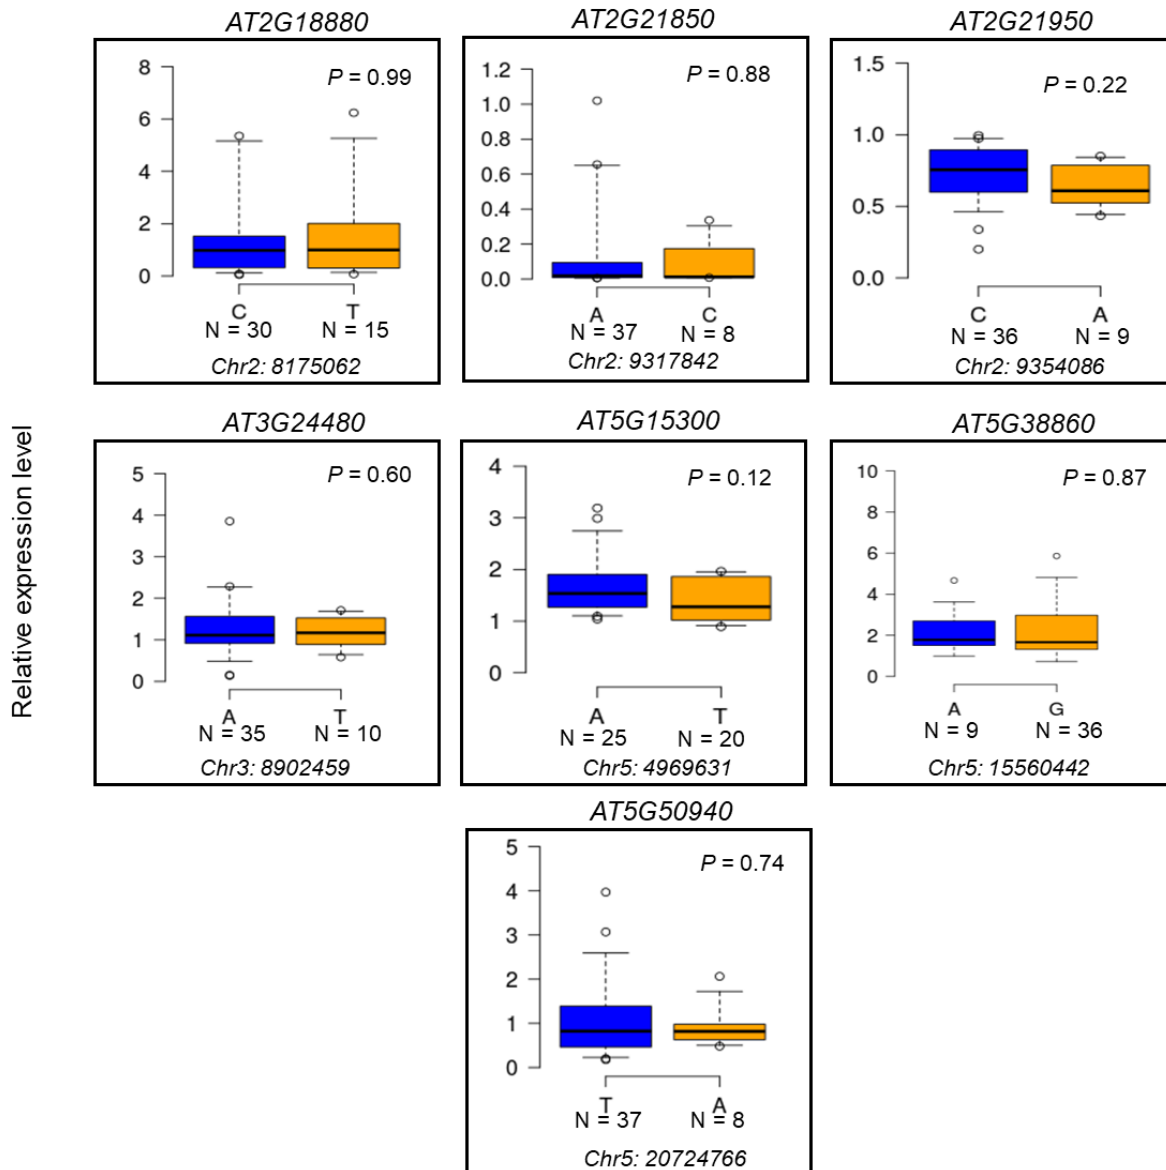 AT2G18880
8
6
4
2
0
P = 0.99
C
T
N = 30
N = 15
Chr2: 8175062
AT2G21850
1.2
1.0
0.8
0.6
0.4
0.2
0.0
P = 0.88
A
C
N = 37
N = 8
Chr2: 9317842
AT2G21950
1.5
1.0
0.5
0.0
P = 0.22
C
A
N = 36
N = 9
Chr2: 9354086
Relative expression level
AT3G24480
5
4
3
2
1
0
P = 0.60
A
T
N = 35
N = 10
Chr3: 8902459
AT5G15300
4
3
2
1
0
P = 0.12
A
T
N = 25
N = 20
Chr5: 4969631
AT5G38860
10
8
6
4
2
0
P = 0.87
A
G
N = 9
N = 36
Chr5: 15560442
AT5G50940
5
4
3
2
1
0
P = 0.74
T
A
N = 37
N = 8
Chr5: 20724766